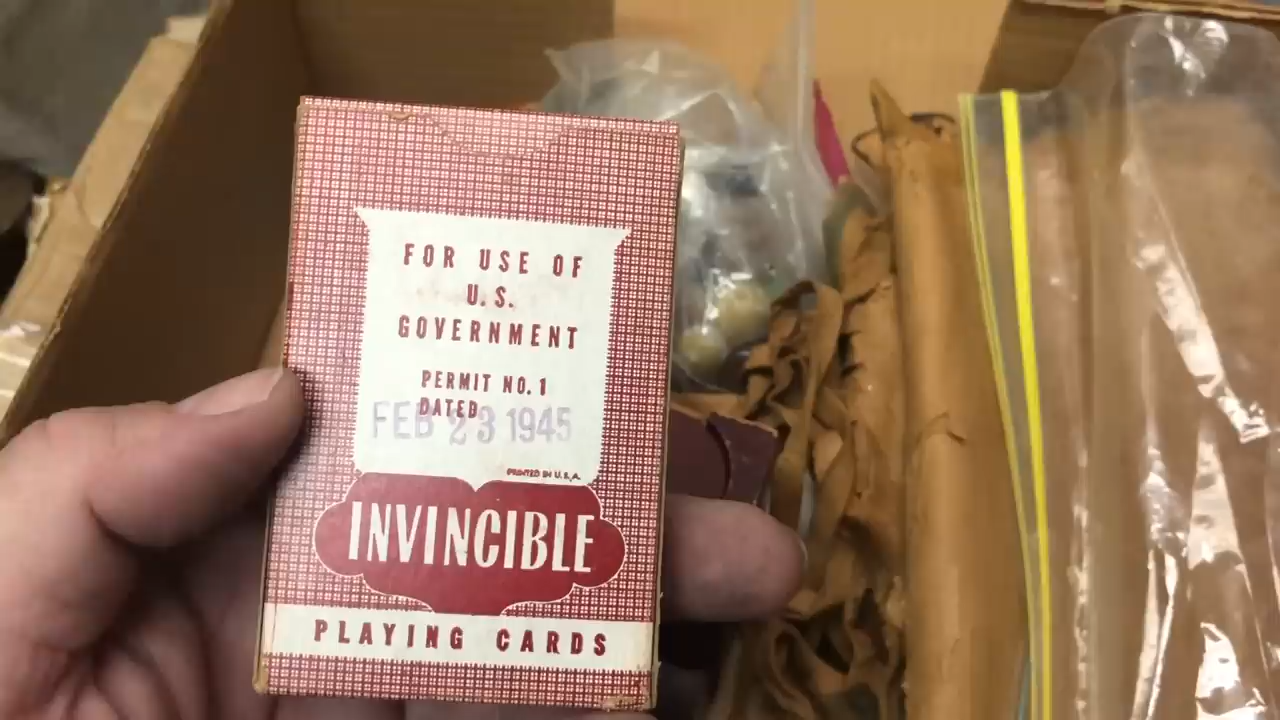 FOR USE OF
U.S.
GOVERNMENT
PERMIT NO. 1
DATED
FEB 23 1945
PRINTED IN U.S.A.
INVINCIBLE
PLAYING CARDS